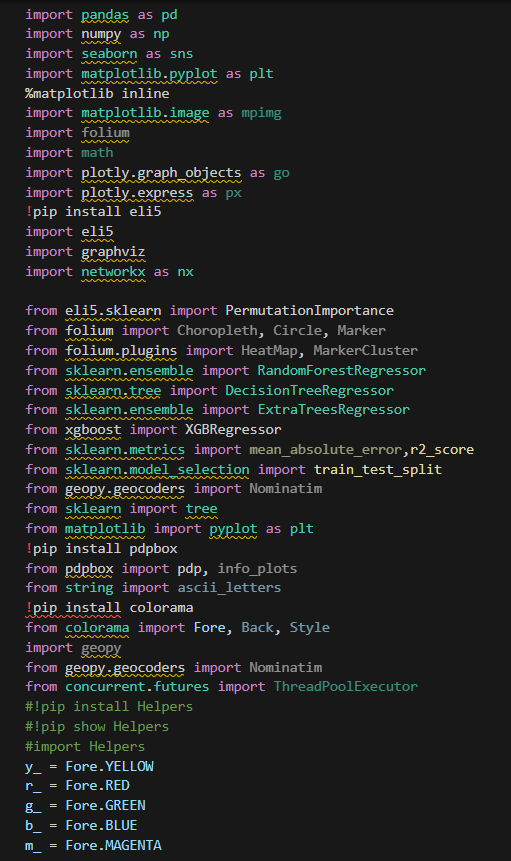 import pandas as pd
import numpy as np
import seaborn as sns
import matplotlib.pyplot as plt
%matplotlib inline
import matplotlib.image as mpimg
import folium
import math
import plotly.graph_objects as go
import plotly.express as px
!pip install eli5
import eli5
import graphviz
import networkx as nx

from eli5.sklearn import PermutationImportance
from folium import Choropleth, Circle, Marker
from folium.plugins import HeatMap, MarkerCluster
from sklearn.ensemble import RandomForestRegressor
from sklearn.tree import DecisionTreeRegressor
from sklearn.ensemble import ExtraTreesRegressor
from xgboost import XGBRegressor
from sklearn.metrics import mean_absolute_error,r2_score
from sklearn.model_selection import train_test_split
from geopy.geocoders import Nominatim
from sklearn import tree
from matplotlib import pyplot as plt
!pip install pdpbox
from pdpbox import pdp, info_plots
from string import ascii_letters
!pip install colorama
from colorama import Fore, Back, Style
import geopy
from geopy.geocoders import Nominatim
from concurrent.futures import ThreadPoolExecutor
#!pip install Helpers
#!pip show Helpers
#import Helpers
y_ = Fore.YELLOW
r_ = Fore.RED
g_ = Fore.GREEN
b_ = Fore.BLUE
m_ = Fore.MAGENTA